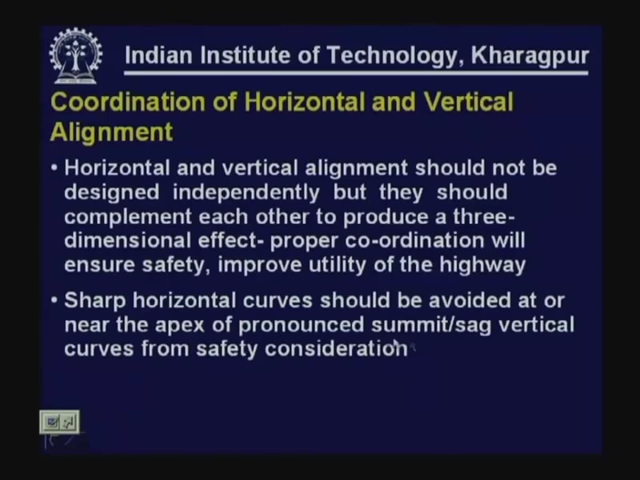 Indian Institute of Technology, Kharagpur
Coordination of Horizontal and Vertical
Alignment
• Horizontal and vertical alignment should not be
designed independently but they should
complement each other to produce a three-
dimensional effect- proper co-ordination will
ensure safety, improve utility of the highway
• Sharp horizontal curves should be avoided at or
near the apex of pronounced summit/sag vertical
curves from safety consideration